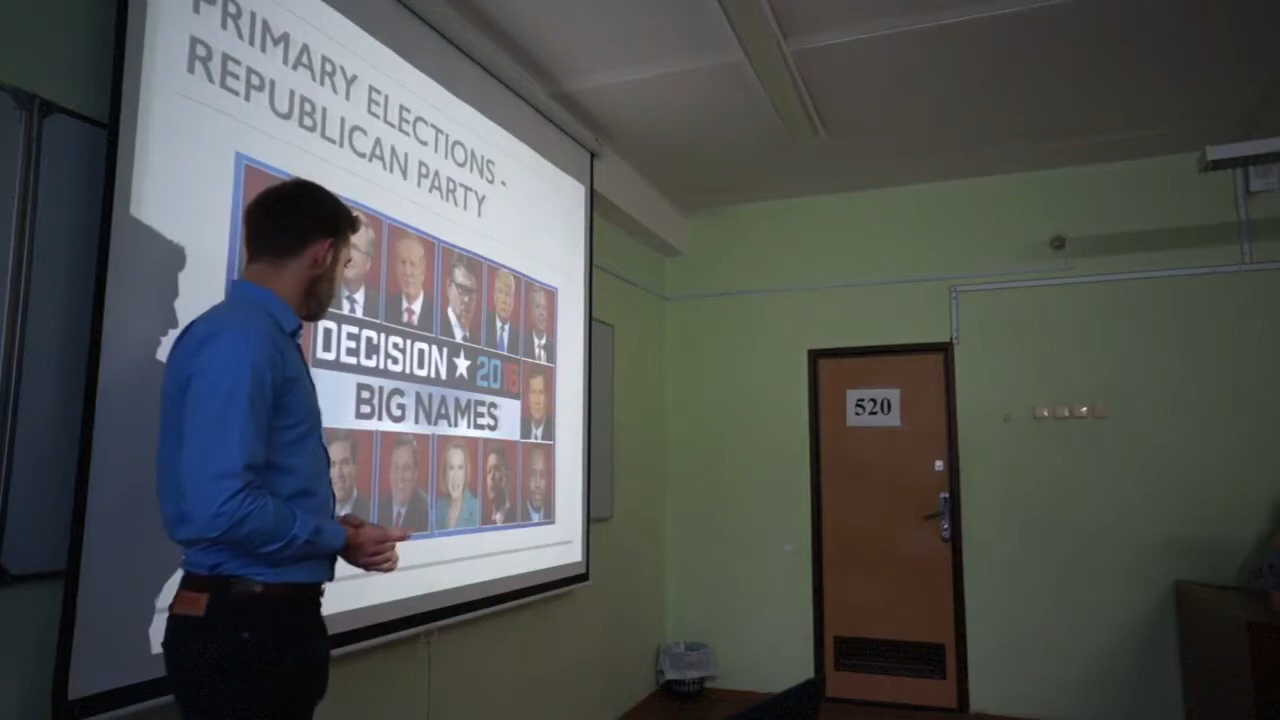 PRIMARY ELECTIONS -
REPUBLICAN PARTY
DECISION ★ 2016
BIG NAMES
520